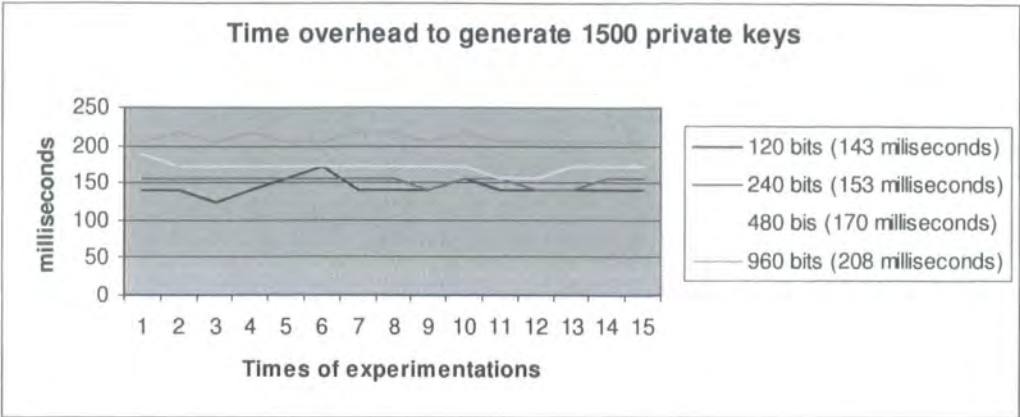 Time overhead to generate 1500 private keys
250
200
150
100
50
0
milliseconds
1 2 3 4 5 6 7 8 9 10 11 12 13 14 15
Times of experimentations
120 bits (143 miliseconds)
240 bits (153 miliseconds)
480 bis (170 miliseconds)
960 bits (208 milliseconds)